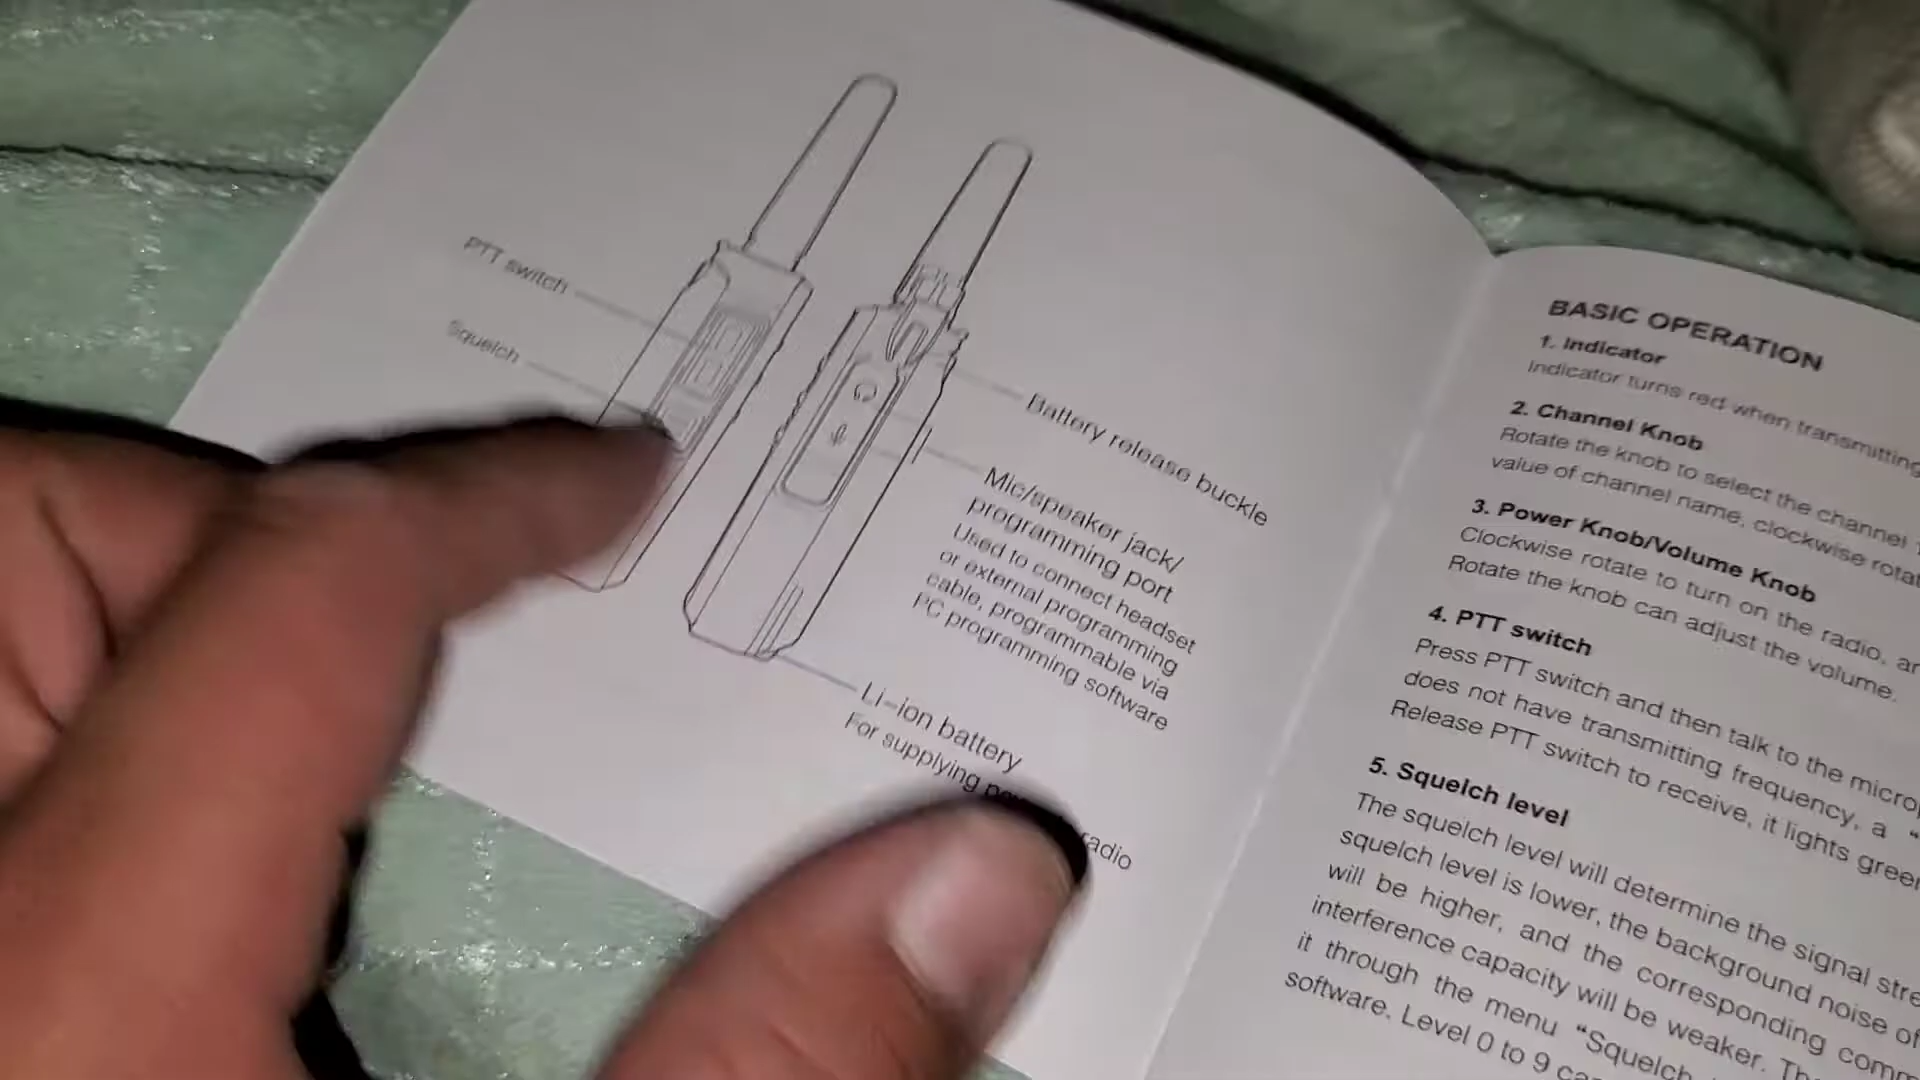 PTT switch
Squelch
Battery release buckle
Mic/speaker jack/
programming port
Used to connect headset
or external programming
cable, programmable via
PC programming software
Li-ion battery
For supplying
radio
BASIC OPERATION
1. Indicator
Indicator turns red when transmitting
2. Channel Knob
Rotate the knob to select the channel
value of channel name, clockwise
3. Power Knob/Volume Knob
Clockwise rotate to turn on the radio,
Rotate the knob can adjust the volume.
4. PTT switch
Press PTT switch and then talk to the
does not have transmitting frequency, a "
Release PTT switch to receive, it lights
5. Squelch level
The squelch level will determine the signal
squelch level is lower, the background noise of
will be higher, and the corresponding
interference capacity will be weaker.
it through the menu "Squelch
software. Level 0 to 9